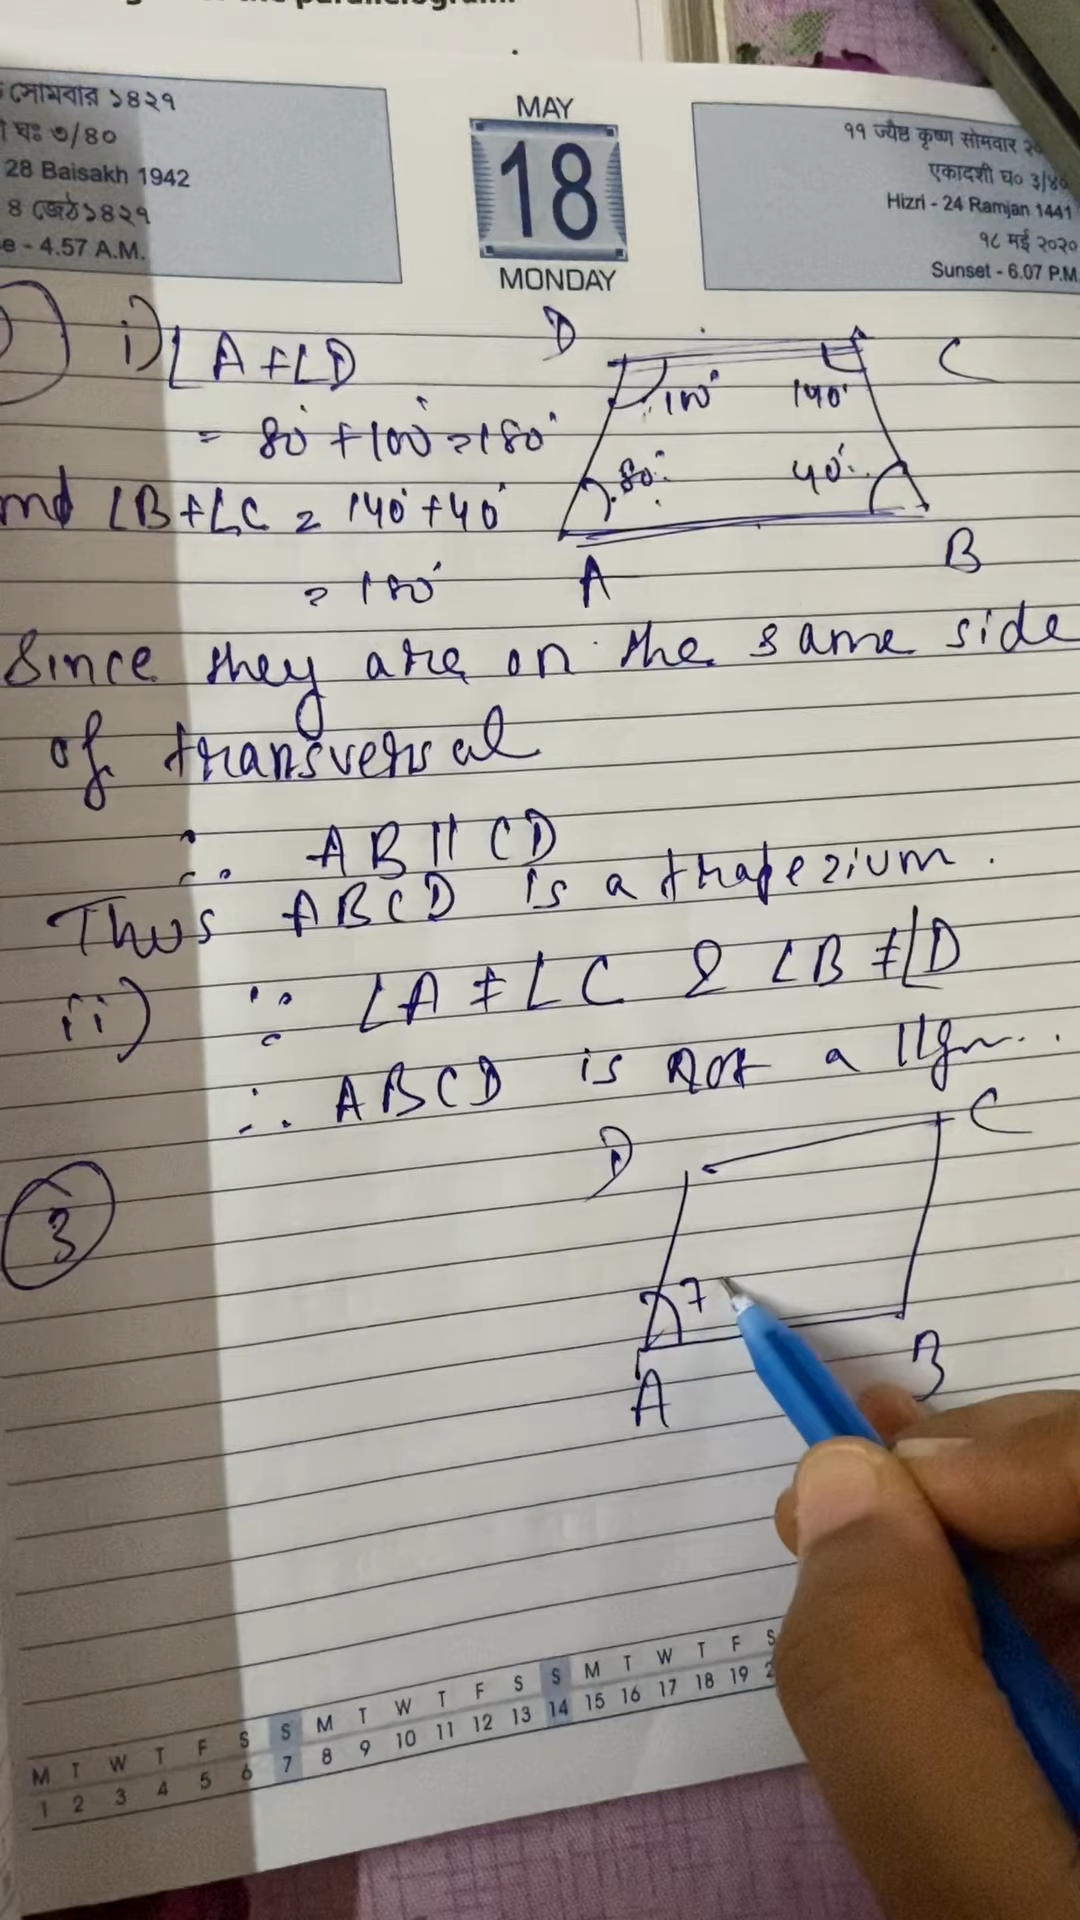 সোমবার ১৪২৭
ঘঃ ৩/৪০
28 Baisakh 1942
৪ জ্যৈষ্ঠ ১৪২৭
e - 4.57 A.M.
MAY
18
MONDAY
११ ज्यैष्ठ कृष्ण सोमवार
एकादशी घ० ३/४०
Hizri - 24 Ramjan 1441
१८ मई २०२०
Sunset - 6.07 P.M.
i) ∠A+∠D
= 80°+100°=180°
∠B+∠C = 140°+40°
= 180°
D C
100° 140°
80° 40°
A B
Since they are on the same side
of transversal
∴ AB || CD
Thus ABCD is a trapezium.
ii) ∵ ∠A ≠ ∠C & ∠B ≠ ∠D
∴ ABCD is not a ||gm.
3
D C
7
A B
M T W T F S S M T W T F S S M T W T F S
1 2 3 4 5 6 7 8 9 10 11 12 13 14 15 16 17 18 19